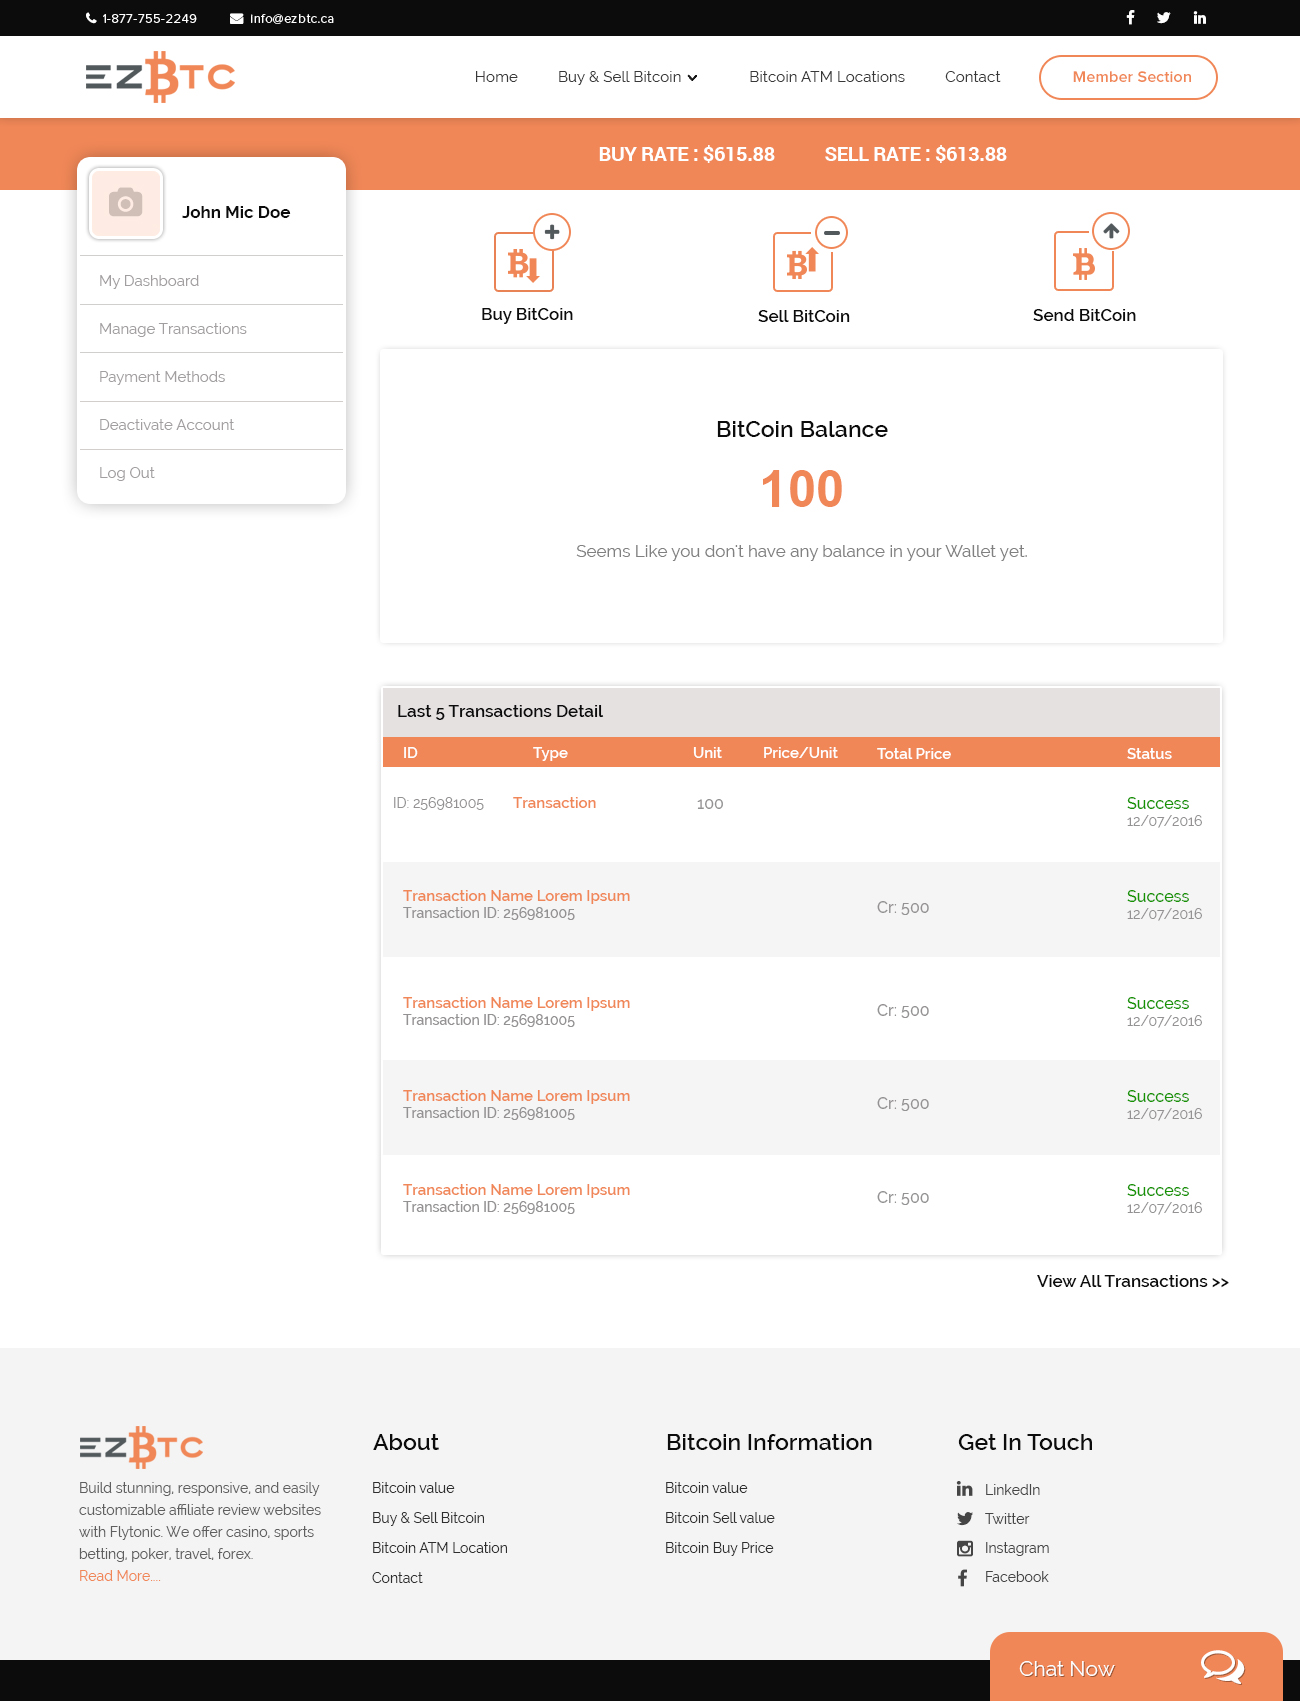 1-877-755-2249
info@ezbtc.ca
EZBTC
Home
Buy & Sell Bitcoin
Bitcoin ATM Locations
Contact
Member Section
BUY RATE : $615.88
SELL RATE : $613.88
John Mic Doe
My Dashboard
Manage Transactions
Payment Methods
Deactivate Account
Log Out
Buy BitCoin
Sell BitCoin
Send BitCoin
BitCoin Balance
100
Seems Like you don't have any balance in your Wallet yet.
Last 5 Transactions Detail
ID Type Unit Price/Unit Total Price Status
ID: 256981005 Transaction 100 Success
12/07/2016
Transaction Name Lorem Ipsum
Transaction ID: 256981005
Cr: 500
Success
12/07/2016
Transaction Name Lorem Ipsum
Transaction ID: 256981005
Cr: 500
Success
12/07/2016
Transaction Name Lorem Ipsum
Transaction ID: 256981005
Cr: 500
Success
12/07/2016
Transaction Name Lorem Ipsum
Transaction ID: 256981005
Cr: 500
Success
12/07/2016
View All Transactions >>
EZBTC
Build stunning, responsive, and easily
customizable affiliate review websites
with Flytonic. We offer casino, sports
betting, poker, travel, forex.
Read More....
About
Bitcoin value
Buy & Sell Bitcoin
Bitcoin ATM Location
Contact
Bitcoin Information
Bitcoin value
Bitcoin Sell value
Bitcoin Buy Price
Get In Touch
LinkedIn
Twitter
Instagram
Facebook
Chat Now